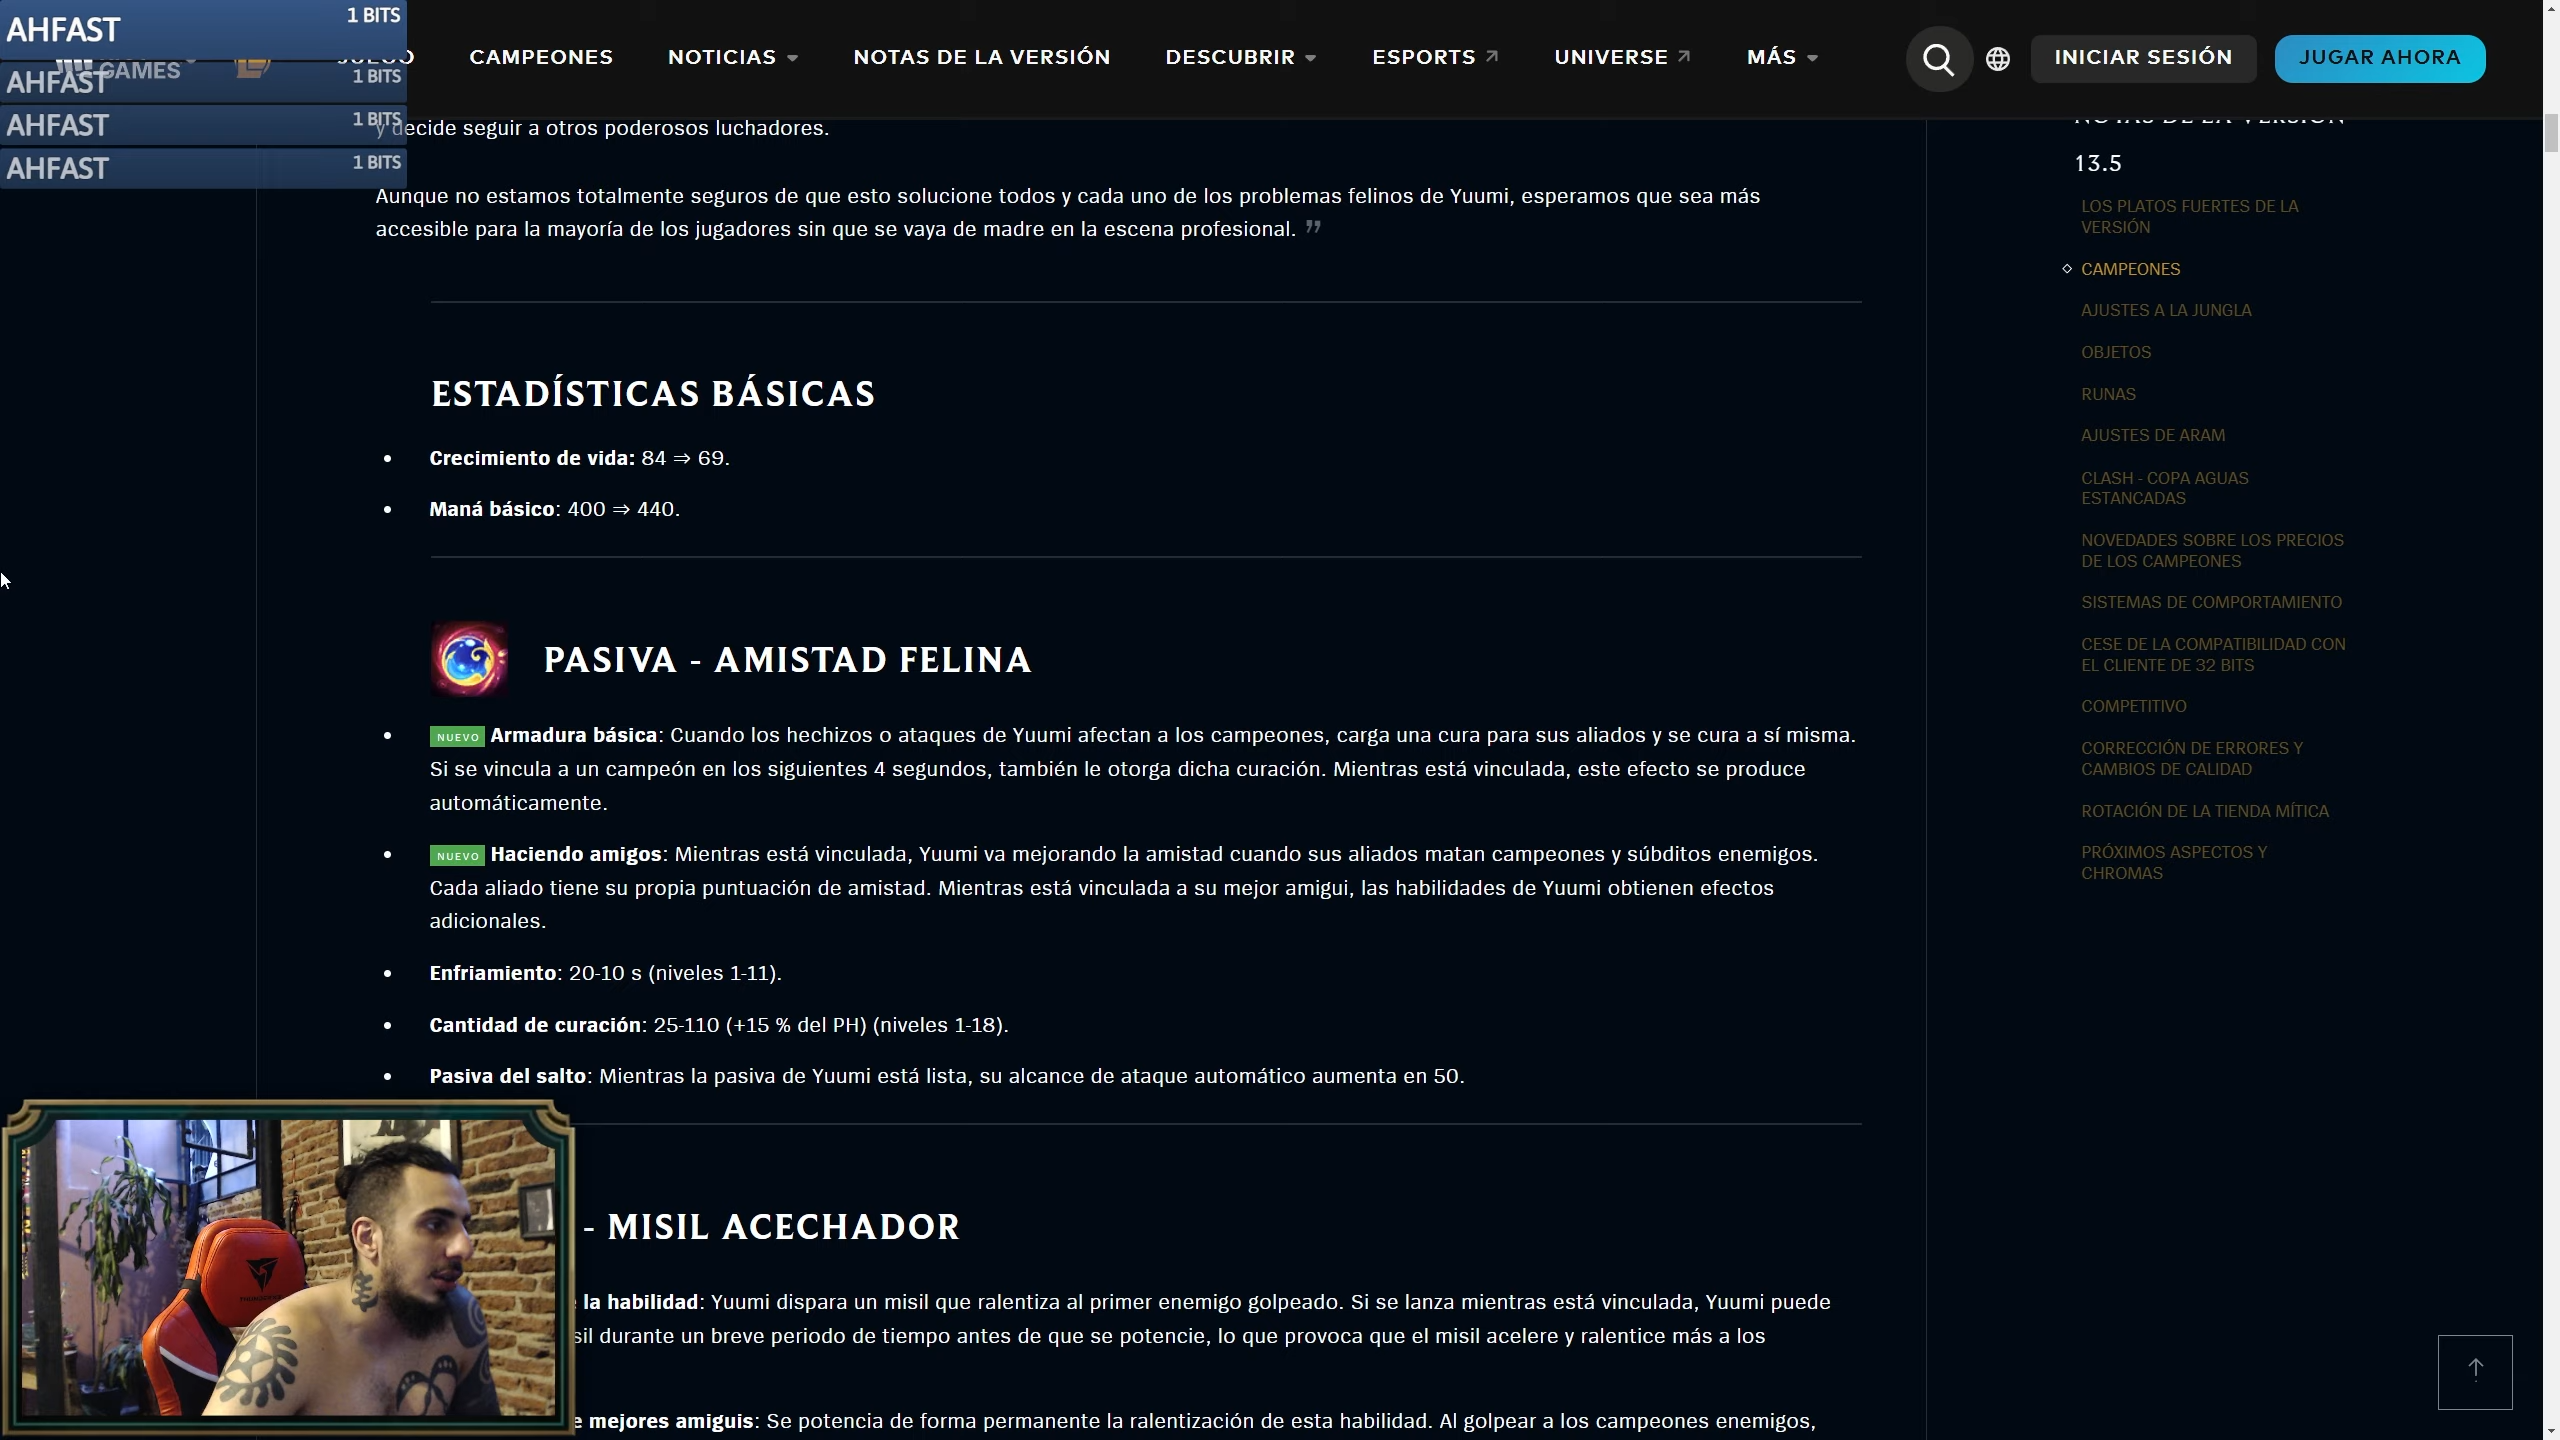 AHFAST 1 BITS
AHFAST 1 BITS
AHFAST 1 BITS
AHFAST 1 BITS
GAMES
JUEGO CAMPEONES NOTICIAS NOTAS DE LA VERSIÓN DESCUBRIR ESPORTS UNIVERSE MÁS INICIAR SESIÓN JUGAR AHORA
y decide seguir a otros poderosos luchadores.
Aunque no estamos totalmente seguros de que esto solucione todos y cada uno de los problemas felinos de Yuumi, esperamos que sea más
accesible para la mayoría de los jugadores sin que se vaya de madre en la escena profesional. ”
ESTADÍSTICAS BÁSICAS
• Crecimiento de vida: 84 ⇒ 69.
• Maná básico: 400 ⇒ 440.
PASIVA - AMISTAD FELINA
• NUEVO Armadura básica: Cuando los hechizos o ataques de Yuumi afectan a los campeones, carga una cura para sus aliados y se cura a sí misma.
Si se vincula a un campeón en los siguientes 4 segundos, también le otorga dicha curación. Mientras está vinculada, este efecto se produce
automáticamente.
• NUEVO Haciendo amigos: Mientras está vinculada, Yuumi va mejorando la amistad cuando sus aliados matan campeones y súbditos enemigos.
Cada aliado tiene su propia puntuación de amistad. Mientras está vinculada a su mejor amigui, las habilidades de Yuumi obtienen efectos
adicionales.
• Enfriamiento: 20-10 s (niveles 1-11).
• Cantidad de curación: 25-110 (+15 % del PH) (niveles 1-18).
• Pasiva del salto: Mientras la pasiva de Yuumi está lista, su alcance de ataque automático aumenta en 50.
- MISIL ACECHADOR
la habilidad: Yuumi dispara un misil que ralentiza al primer enemigo golpeado. Si se lanza mientras está vinculada, Yuumi puede
sil durante un breve periodo de tiempo antes de que se potencie, lo que provoca que el misil acelere y ralentice más a los
e mejores amiguis: Se potencia de forma permanente la ralentización de esta habilidad. Al golpear a los campeones enemigos,
NOTAS DE LA VERSIÓN
13.5
LOS PLATOS FUERTES DE LA
VERSIÓN
CAMPEONES
AJUSTES A LA JUNGLA
OBJETOS
RUNAS
AJUSTES DE ARAM
CLASH - COPA AGUAS
ESTANCADAS
NOVEDADES SOBRE LOS PRECIOS
DE LOS CAMPEONES
SISTEMAS DE COMPORTAMIENTO
CESE DE LA COMPATIBILIDAD CON
EL CLIENTE DE 32 BITS
COMPETITIVO
CORRECCIÓN DE ERRORES Y
CAMBIOS DE CALIDAD
ROTACIÓN DE LA TIENDA MÍTICA
PRÓXIMOS ASPECTOS Y
CHROMAS